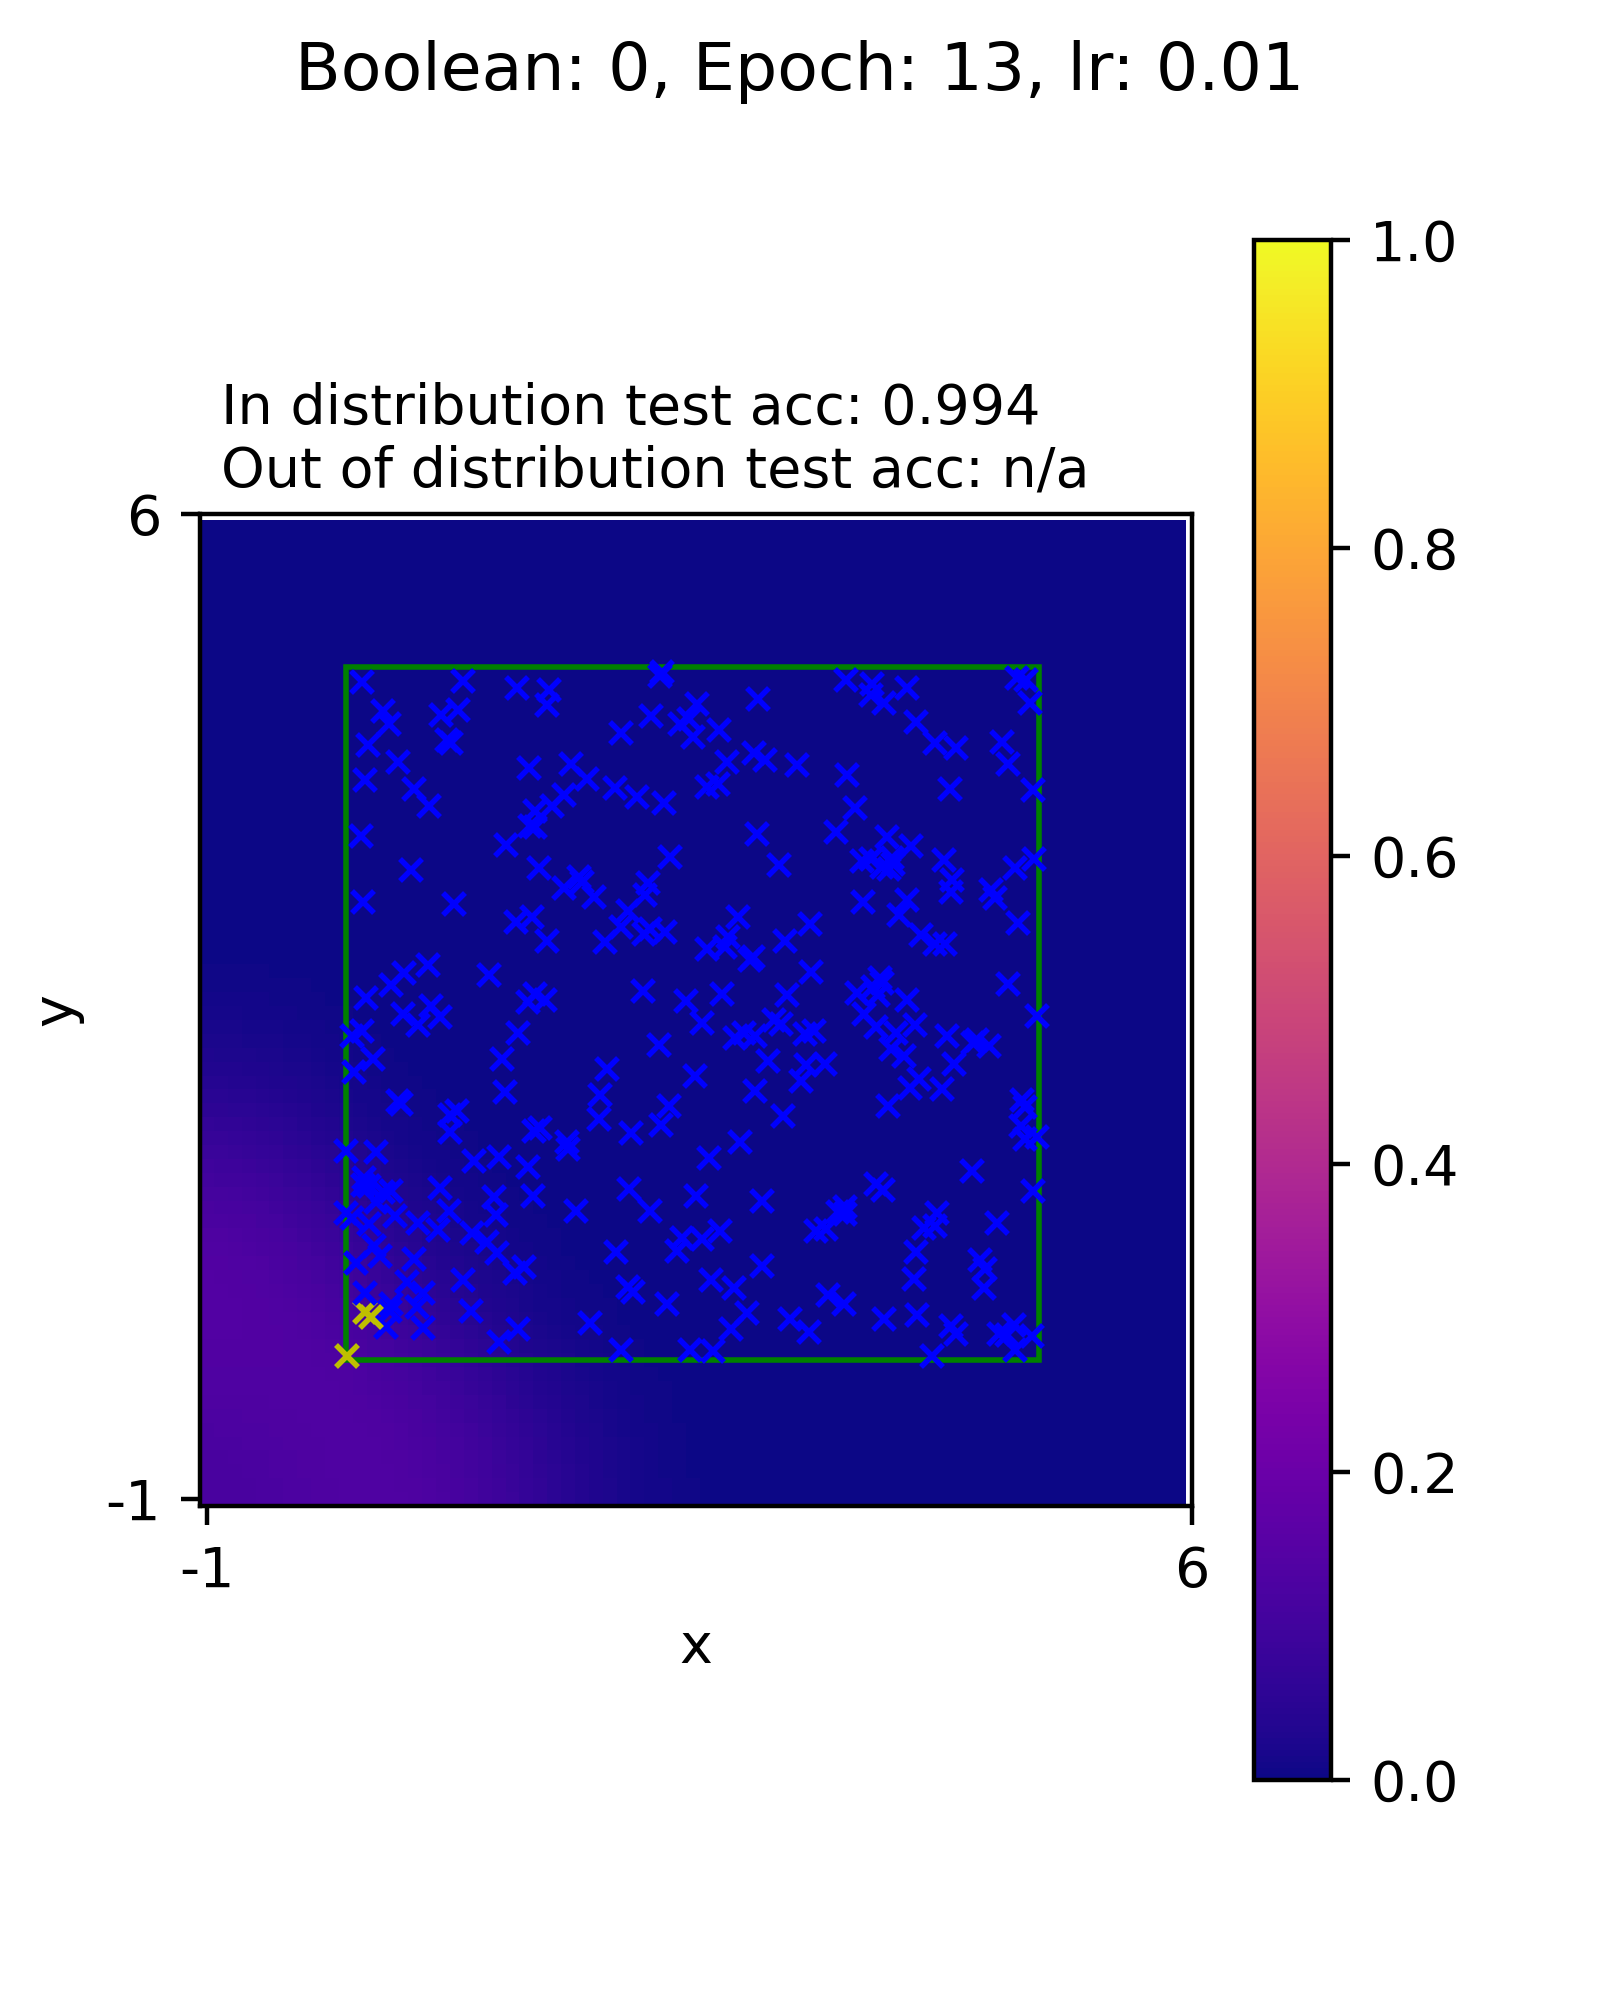 Boolean: 0, Epoch: 13, lr: 0.01
In distribution test acc: 0.994
Out of distribution test acc: n/a
6
y
-1
-1
6
x
1.0
0.8
0.6
0.4
0.2
0.0